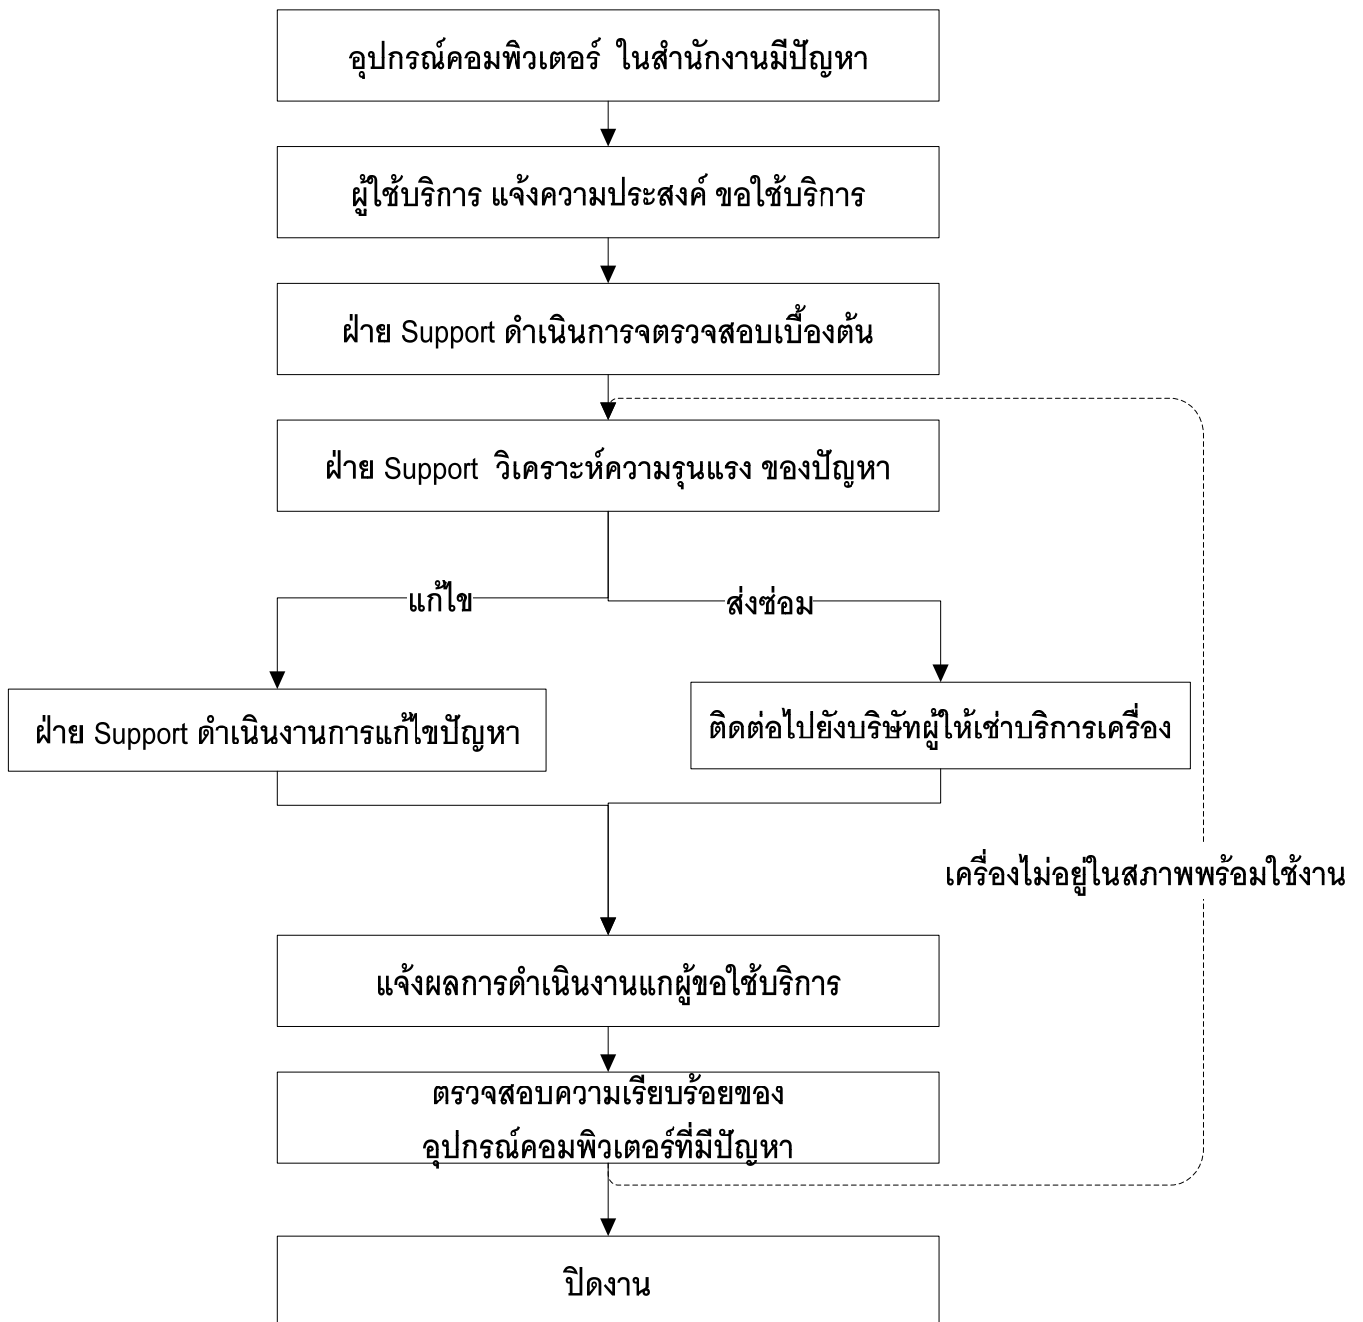 อุปกรณ์คอมพิวเตอร์ ในสำนักงานมีปัญหา
ผู้ใช้บริการ แจ้งความประสงค์ ขอใช้บริการ
ฝ่าย Support ดำเนินการจตรวจสอบเบื้องต้น
ฝ่าย Support วิเคราะห์ความรุนแรง ของปัญหา
แก้ไข
ส่งซ่อม
ฝ่าย Support ดำเนินงานการแก้ไขปัญหา
ติดต่อไปยังบริษัทผู้ให้เช่าบริการเครื่อง
เครื่องไม่อยู่ในสภาพพร้อมใช้งาน
แจ้งผลการดำเนินงานแกผู้ขอใช้บริการ
ตรวจสอบความเรียบร้อยของ
อุปกรณ์คอมพิวเตอร์ที่มีปัญหา
ปิดงาน